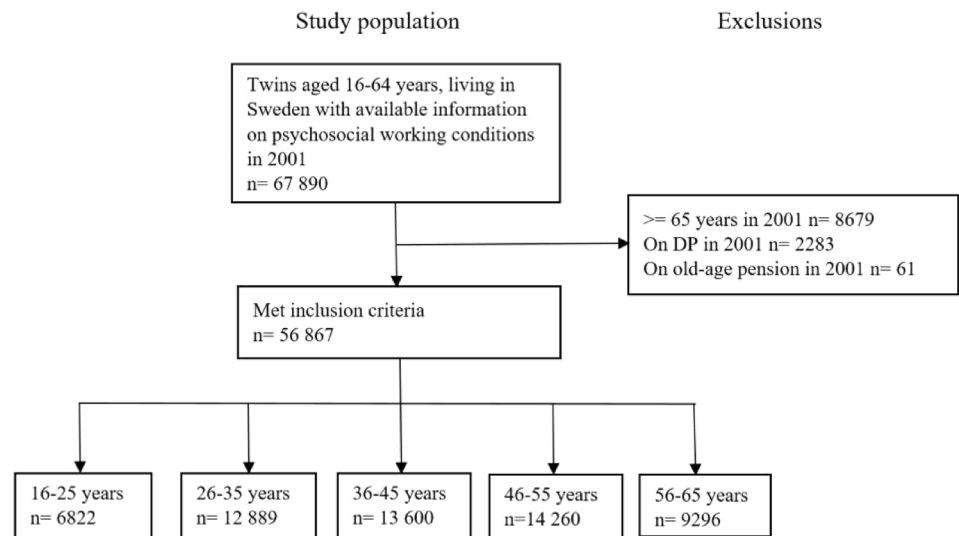 Study population
Exclusions
Twins aged 16-64 years, living in
Sweden with available information
on psychosocial working conditions
in 2001
n= 67 890
>= 65 years in 2001 n= 8679
On DP in 2001 n= 2283
On old-age pension in 2001 n= 61
Met inclusion criteria
n= 56 867
16-25 years
n= 6822
26-35 years
n= 12 889
36-45 years
n= 13 600
46-55 years
n=14 260
56-65 years
n= 9296